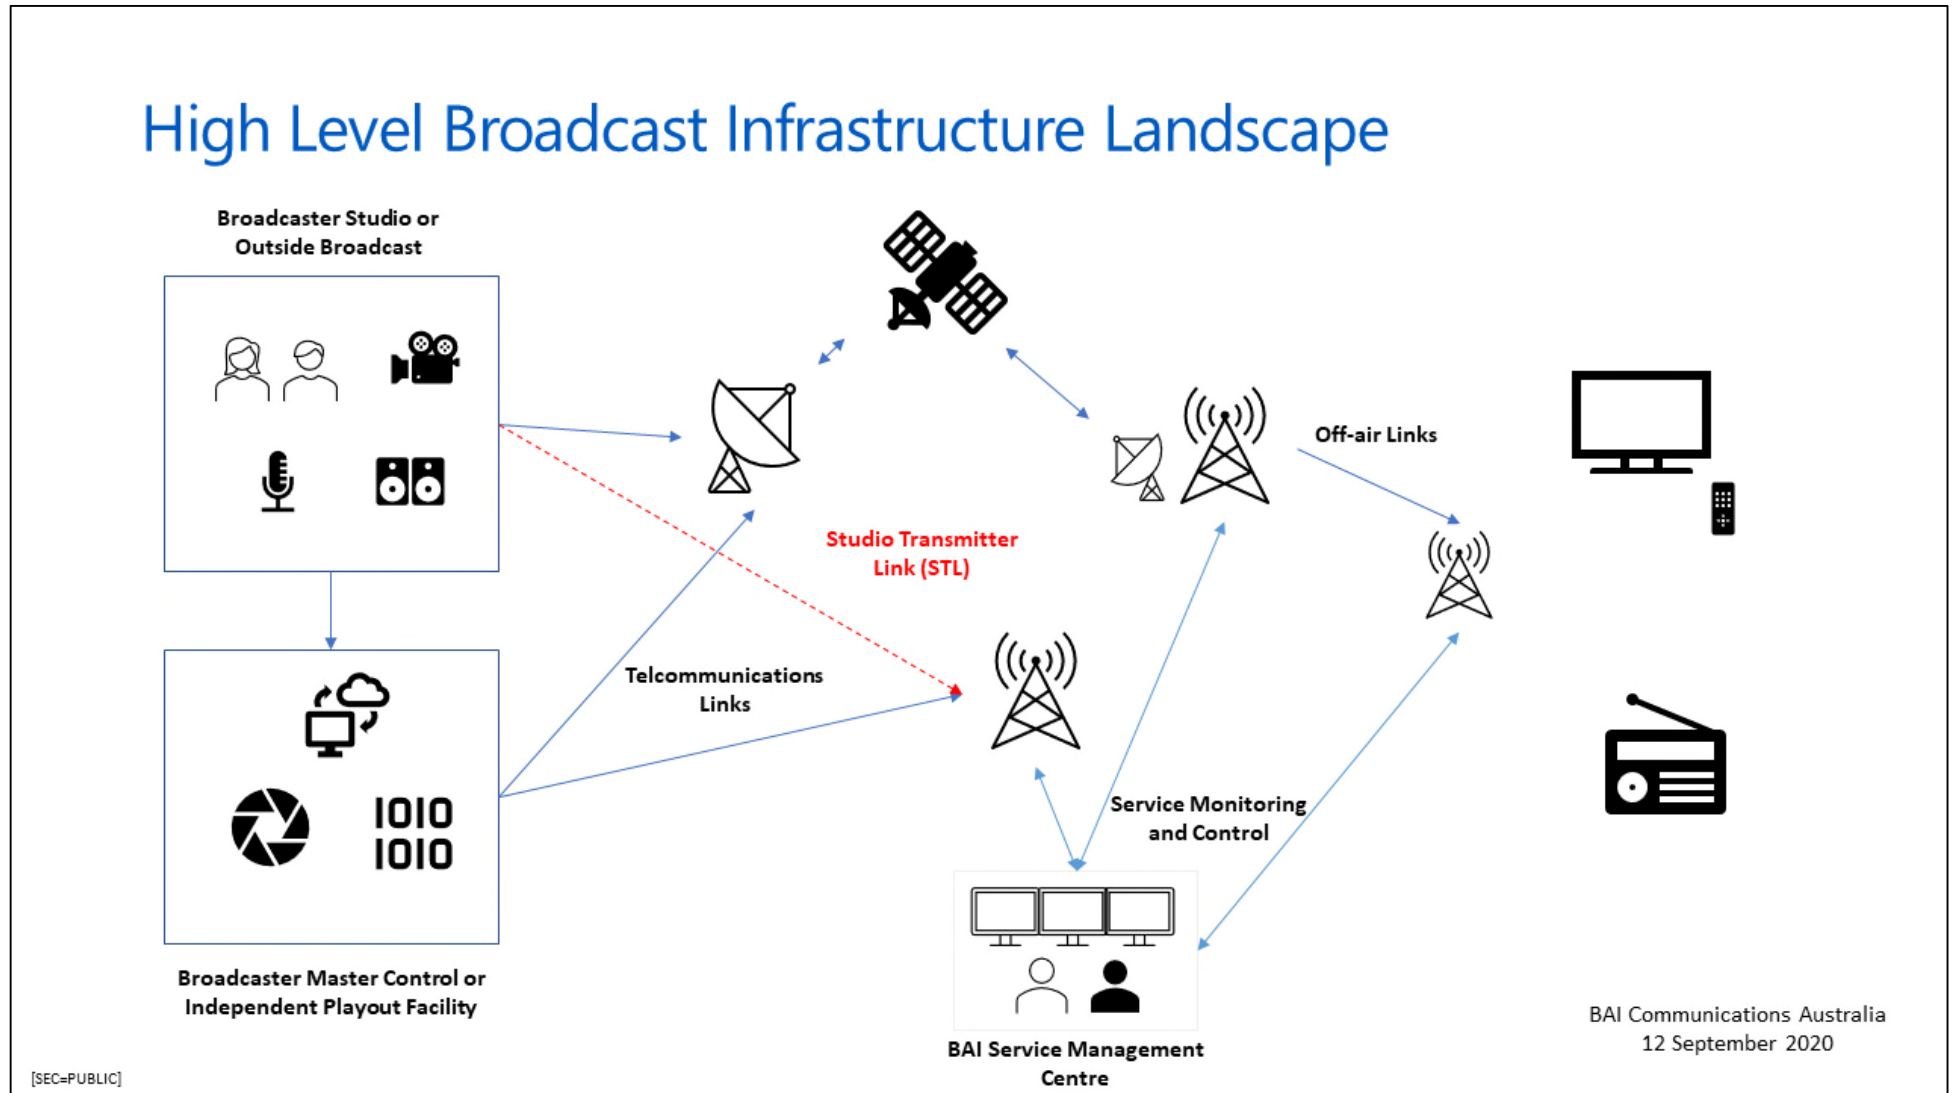 High Level Broadcast Infrastructure Landscape
Broadcaster Studio or
Outside Broadcast
Off-air Links
Studio Transmitter
Link (STL)
Telcommunications
Links
1010
1010
Service Monitoring
and Control
Broadcaster Master Control or
Independent Playout Facility
BAI Service Management
Centre
BAI Communications Australia
12 September 2020
[SEC=PUBLIC]